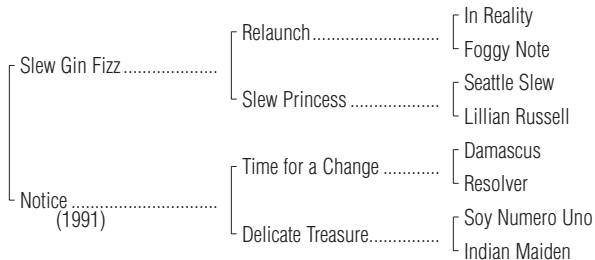 In Reality
Relaunch
Foggy Note
Slew Gin Fizz
Seattle Slew
Slew Princess
Lillian Russell
Damascus
Time for a Change
Resolver
Notice
(1991)
Soy Numero Uno
Delicate Treasure
Indian Maiden